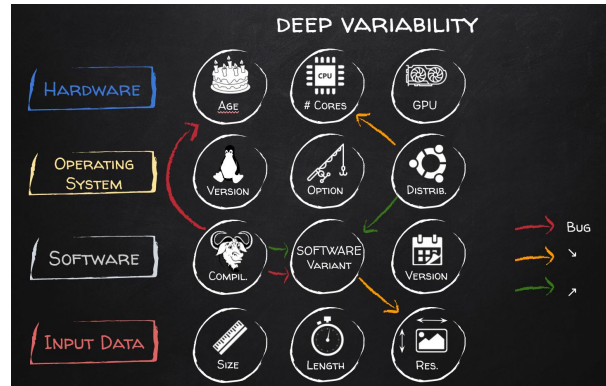 DEEP VARIABILITY
HARDWARE
AGE
CPU
# CORES
GPU
OPERATING
SYSTEM
VERSION
OPTION
DISTRIB.
SOFTWARE
COMPIL.
SOFTWARE
VARIANT
VERSION
BUG
↘
↗
INPUT DATA
SIZE
LENGTH
RES.